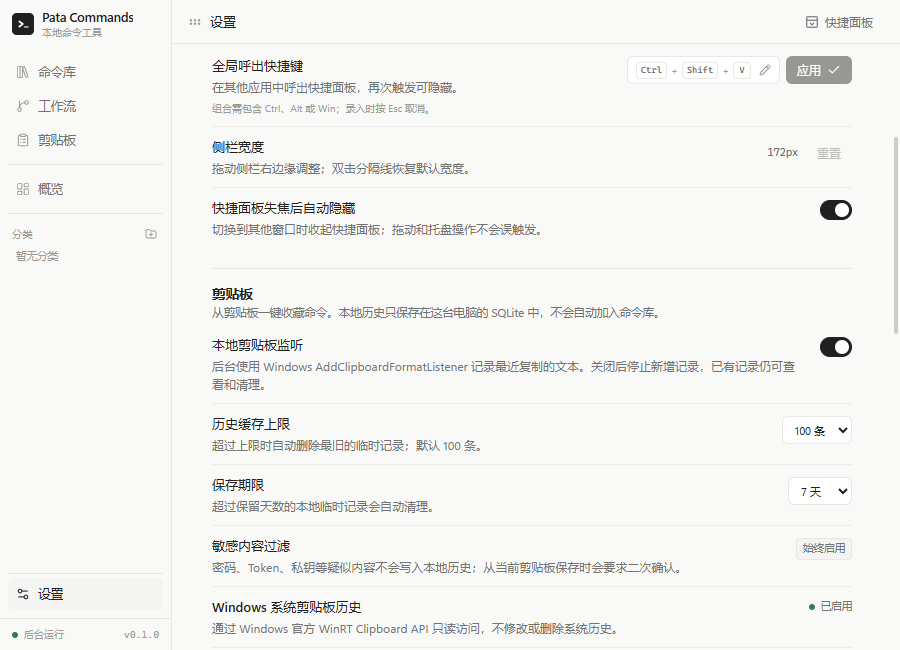 Pata Commands
本地命令工具
命令库
工作流
剪贴板
概览
分类
暂无分类
设置
后台运行 v0.1.0
设置
快捷面板
全局呼出快捷键
在其他应用中呼出快捷面板，再次触发可隐藏。
组合需包含 Ctrl、Alt 或 Win；录入时按 Esc 取消。
Ctrl + Shift + V
应用
侧栏宽度
拖动侧栏右边缘调整；双击分隔线恢复默认宽度。
172px 重置
快捷面板失焦后自动隐藏
切换到其他窗口时收起快捷面板；拖动和托盘操作不会误触发。
剪贴板
从剪贴板一键收藏命令。本地历史只保存在这台电脑的 SQLite 中，不会自动加入命令库。
本地剪贴板监听
后台使用 Windows AddClipboardFormatListener 记录最近复制的文本。关闭后停止新增记录，已有记录仍可查
看和清理。
历史缓存上限
超过上限时自动删除最旧的临时记录；默认 100 条。
100 条
保存期限
超过保留天数的本地临时记录会自动清理。
7 天
敏感内容过滤
密码、Token、私钥等疑似内容不会写入本地历史；从当前剪贴板保存时会要求二次确认。
始终启用
Windows 系统剪贴板历史
通过 Windows 官方 WinRT Clipboard API 只读访问，不修改或删除系统历史。
已启用